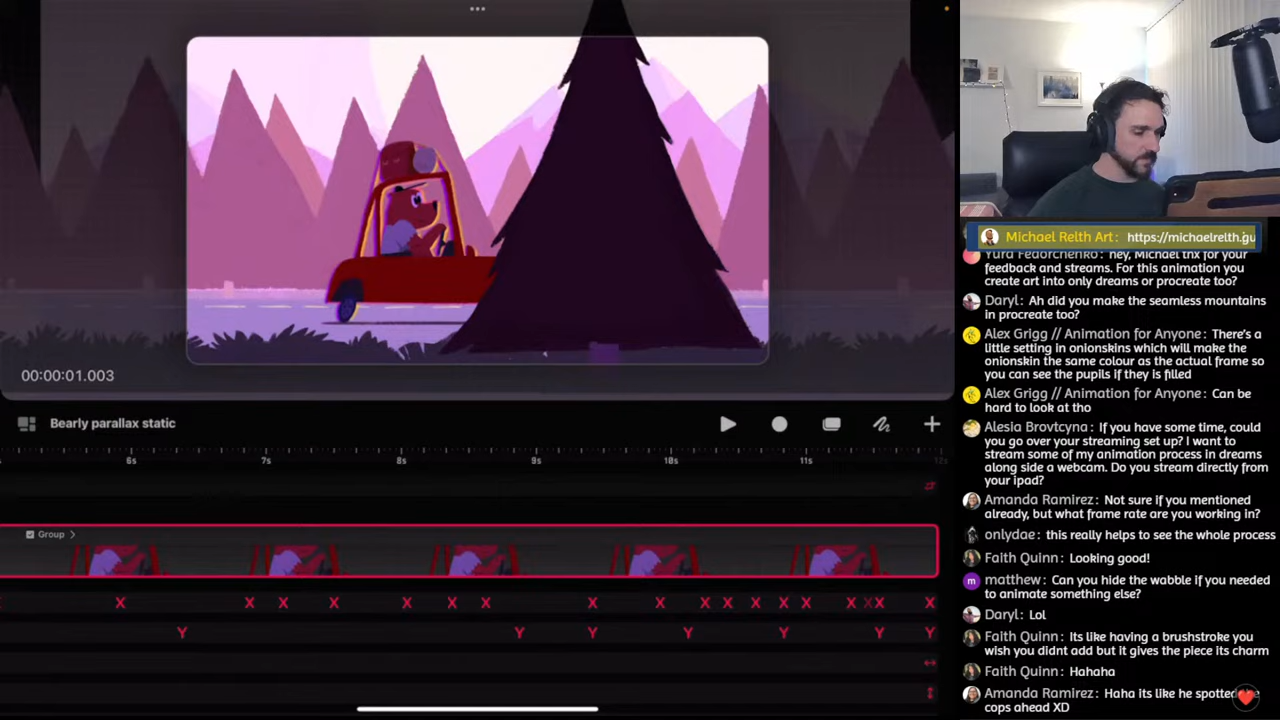 00:00:01.003
Bearly parallax static
6s 7s 8s 9s 10s 11s 12s
Group
X X X X X X X X X X X X X X X X X X
Y Y Y Y Y Y Y
Michael Relth Art: https://michaelrelth.gu
Yura Fedorchenko: hey, Michael thx for your
feedback and streams. For this animation you
create art into only dreams or procreate too?
Daryl: Ah did you make the seamless mountains
in procreate too?
Alex Grigg // Animation for Anyone: There's a
little setting in onionskins which will make the
onionskin the same colour as the actual frame so
you can see the pupils if they is filled
Alex Grigg // Animation for Anyone: Can be
hard to look at tho
Alesia Brovtcyna: If you have some time, could
you go over your streaming set up? I want to
stream some of my animation process in dreams
along side a webcam. Do you stream directly from
your ipad?
Amanda Ramirez: Not sure if you mentioned
already, but what frame rate are you working in?
onlydae: this really helps to see the whole process
Faith Quinn: Looking good!
m matthew: Can you hide the wabble if you needed
to animate something else?
Daryl: Lol
Faith Quinn: Its like having a brushstroke you
wish you didnt add but it gives the piece its charm
Faith Quinn: Hahaha
Amanda Ramirez: Haha its like he spotted
cops ahead XD